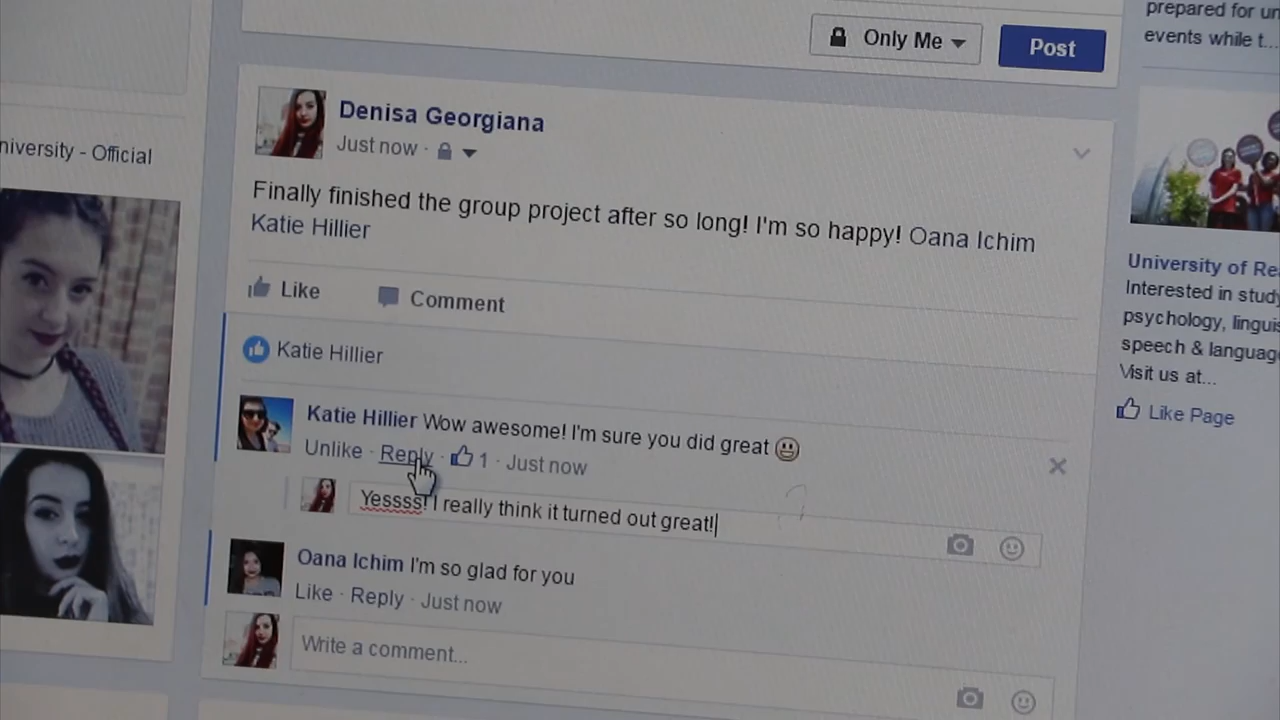 prepared for
events while t...
Only Me
Post
Denisa Georgiana
Just now ·
niversity - Official
Finally finished the group project after so long! I'm so happy! Oana Ichim
Katie Hillier
Like
Comment
Katie Hillier
Katie Hillier Wow awesome! I'm sure you did great 😃
Unlike · Reply · 1 · Just now
Yessss! I really think it turned out great!
Oana Ichim I'm so glad for you
Like · Reply · Just now
Write a comment...
University of Re
Interested in study
psychology, linguis
speech & language
Visit us at...
Like Page